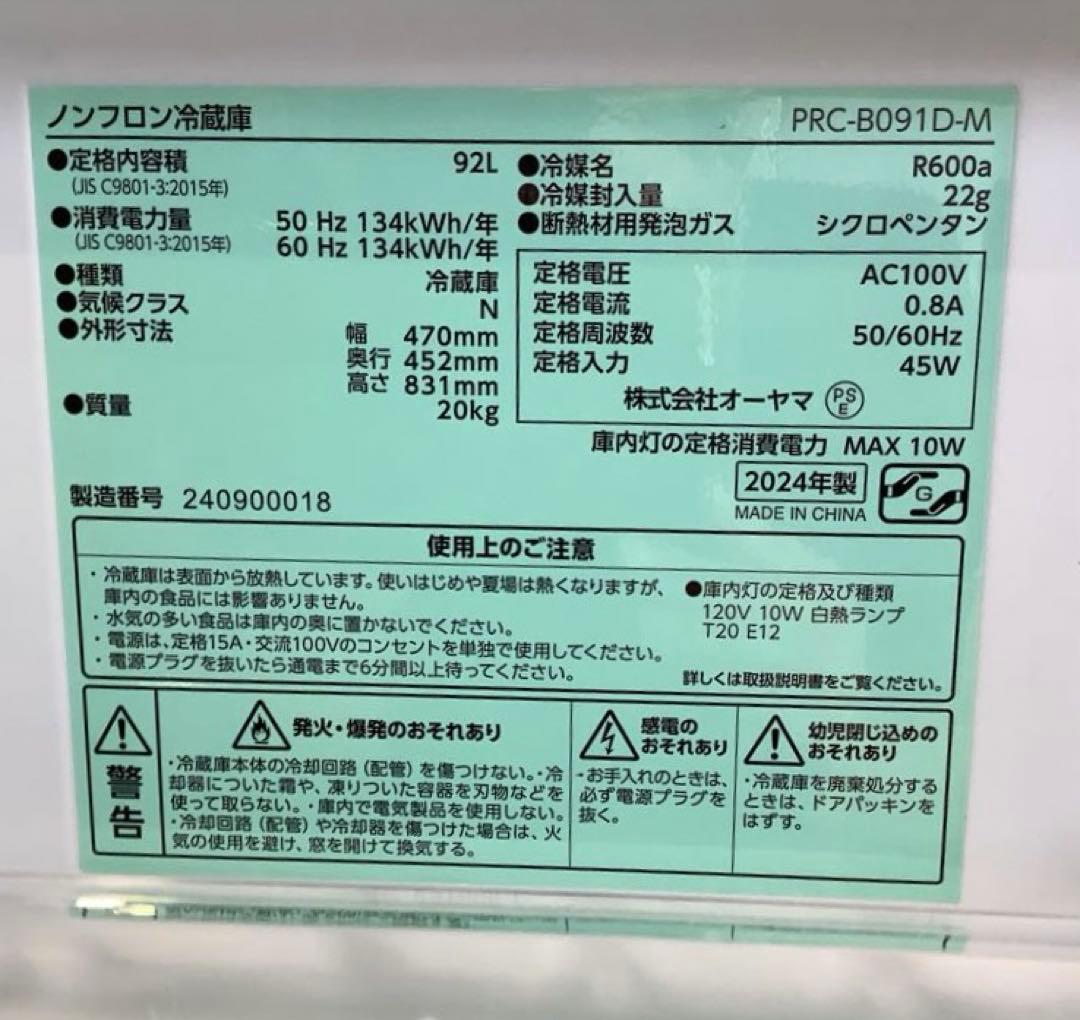 ノンフロン冷蔵庫 PRC-B091D-M
●定格内容積 92L
(JIS C9801-3:2015年)
●消費電力量 50 Hz 134kWh/年
(JIS C9801-3:2015年) 60 Hz 134kWh/年
●種類 冷蔵庫
●気候クラス N
●外形寸法 幅 470mm
奥行 452mm
高さ 831mm
●質量 20kg
●冷媒名 R600a
●冷媒封入量 22g
●断熱材用発泡ガス シクロペンタン
定格電圧 AC100V
定格電流 0.8A
定格周波数 50/60Hz
定格入力 45W
株式会社オーヤマ PSE
庫内灯の定格消費電力 MAX 10W
2024年製
MADE IN CHINA
G
製造番号 240900018
使用上のご注意
・冷蔵庫は表面から放熱しています。使いはじめや夏場は熱くなりますが、
庫内の食品には影響ありません。
・水気の多い食品は庫内の奥に置かないでください。
・電源は、定格15A・交流100Vのコンセントを単独で使用してください。
・電源プラグを抜いたら通電まで6分間以上待ってください。
●庫内灯の定格及び種類
120V 10W 白熱ランプ
T20 E12
詳しくは取扱説明書をご覧ください。
警告
発火・爆発のおそれあり
・冷蔵庫本体の冷却回路（配管）を傷つけない。・冷
却器についた霜や、凍りついた容器を刃物などを
使って取らない。・庫内で電気製品を使用しない。
・冷却回路（配管）や冷却器を傷つけた場合は、火
気の使用を避け、窓を開けて換気する。
感電の
おそれあり
・お手入れのときは、
必ず電源プラグを
抜く。
幼児閉じ込めの
おそれあり
・冷蔵庫を廃棄処分する
ときは、ドアパッキンを
はずす。